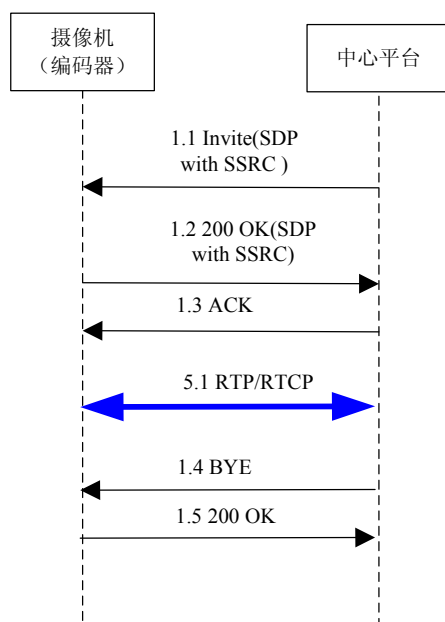 摄像机
（编码器）
中心平台
1.1 Invite(SDP
with SSRC )
1.2 200 OK(SDP
with SSRC)
1.3 ACK
5.1 RTP/RTCP
1.4 BYE
1.5 200 OK